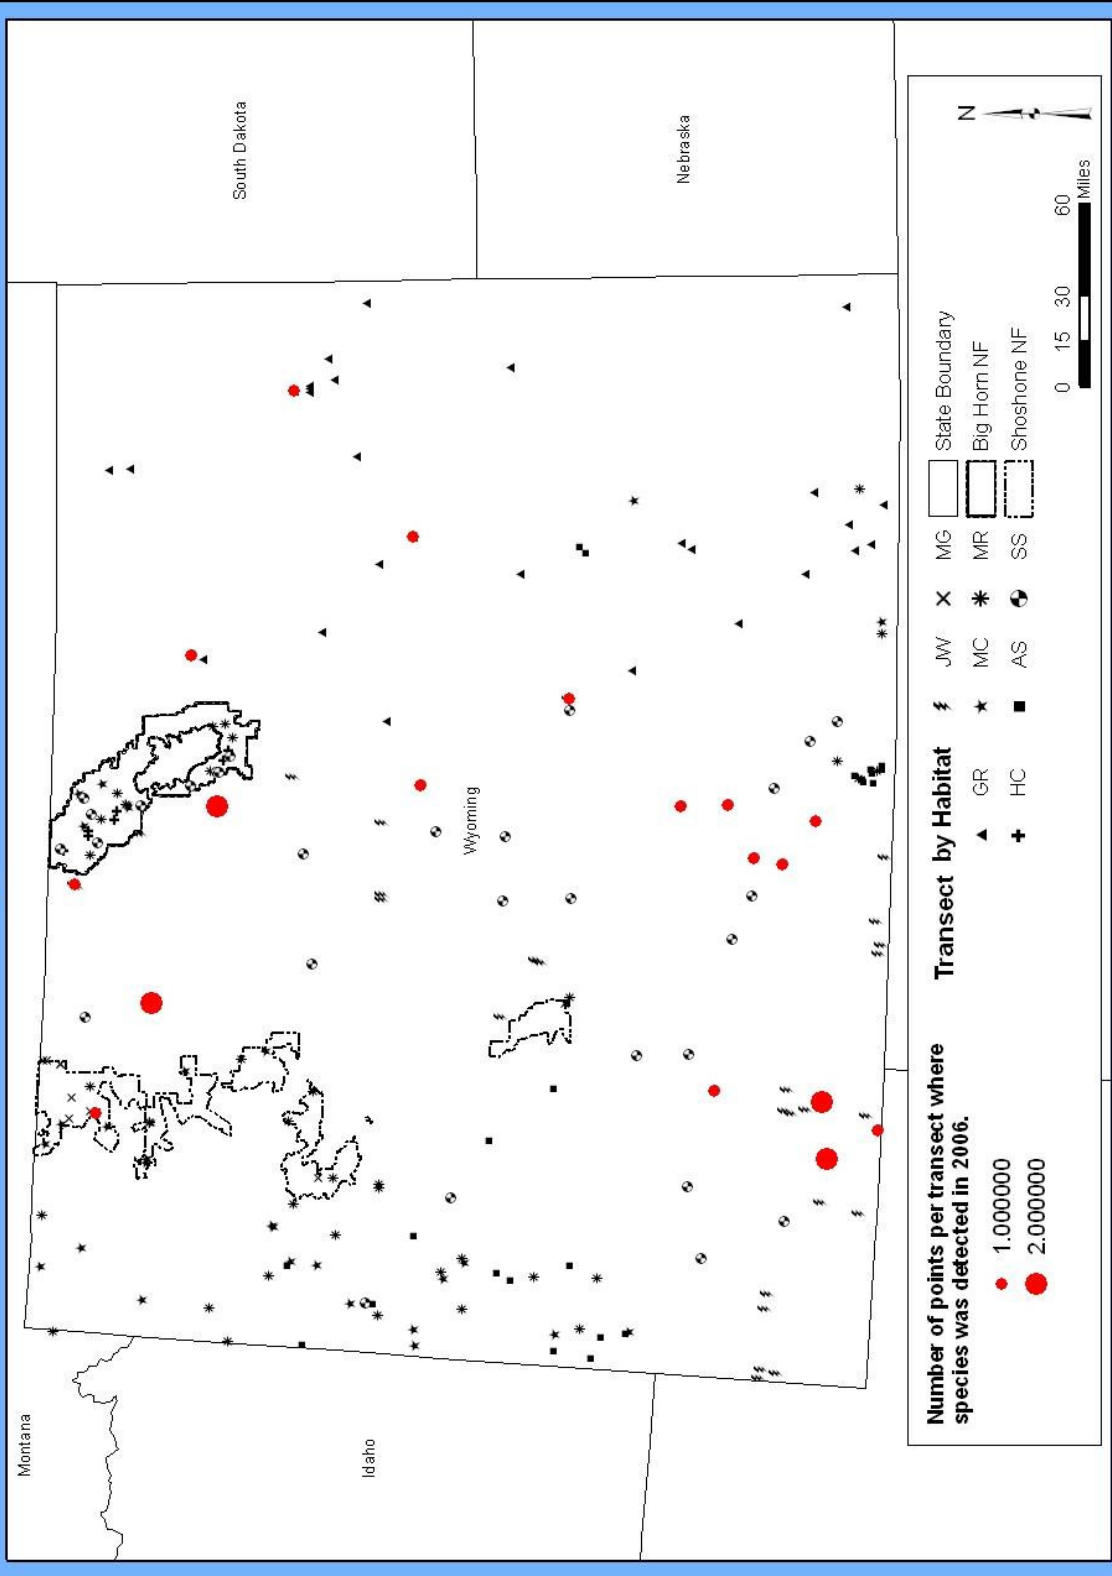 Montana
Idaho
Wyoming
South Dakota
Nebraska
Number of points per transect where
species was detected in 2006.
1.000000
2.000000
Transect by Habitat
GR
HC
JW
MC
AS
MG
MR
SS
State Boundary
Big Horn NF
Shoshone NF
N
0 15 30 60
Miles